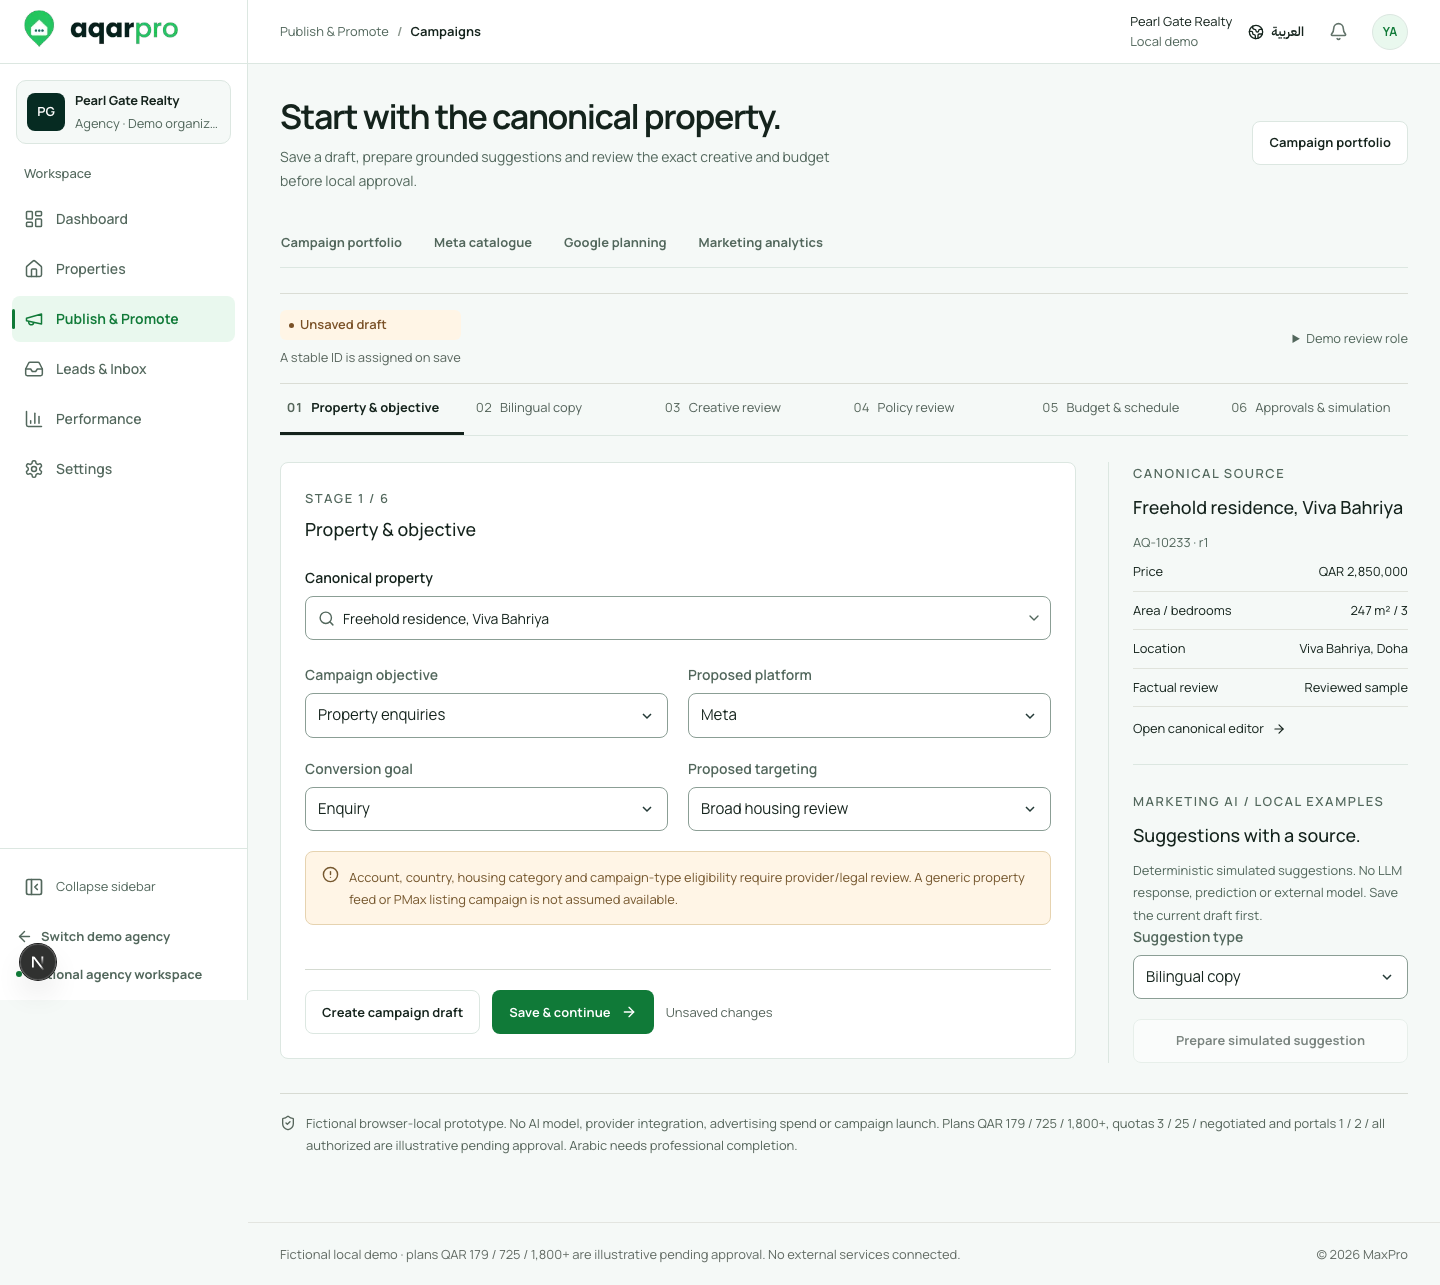 aqarpro
Publish & Promote / Campaigns
Pearl Gate Realty
Local demo
العربية
YA
PG
Pearl Gate Realty
Agency · Demo organiz...
Workspace
Dashboard
Properties
Publish & Promote
Leads & Inbox
Performance
Settings
Collapse sidebar
Switch demo agency
N
agency workspace
Start with the canonical property.
Save a draft, prepare grounded suggestions and review the exact creative and budget
before local approval.
Campaign portfolio
Campaign portfolio
Meta catalogue
Google planning
Marketing analytics
Unsaved draft
A stable ID is assigned on save
Demo review role
01 Property & objective
02 Bilingual copy
03 Creative review
04 Policy review
05 Budget & schedule
06 Approvals & simulation
STAGE 1 / 6
Property & objective
Canonical property
Freehold residence, Viva Bahriya
Campaign objective
Property enquiries
Proposed platform
Meta
Conversion goal
Enquiry
Proposed targeting
Broad housing review
Account, country, housing category and campaign-type eligibility require provider/legal review. A generic property
feed or PMax listing campaign is not assumed available.
Create campaign draft
Save & continue
Unsaved changes
CANONICAL SOURCE
Freehold residence, Viva Bahriya
AQ-10233 · r1
Price QAR 2,850,000
Area / bedrooms 247 m² / 3
Location Viva Bahriya, Doha
Factual review Reviewed sample
Open canonical editor
MARKETING AI / LOCAL EXAMPLES
Suggestions with a source.
Deterministic simulated suggestions. No LLM
response, prediction or external model. Save
the current draft first.
Suggestion type
Bilingual copy
Prepare simulated suggestion
Fictional browser-local prototype. No AI model, provider integration, advertising spend or campaign launch. Plans QAR 179 / 725 / 1,800+, quotas 3 / 25 / negotiated and portals 1 / 2 / all
authorized are illustrative pending approval. Arabic needs professional completion.
Fictional local demo · plans QAR 179 / 725 / 1,800+ are illustrative pending approval. No external services connected.
© 2026 MaxPro